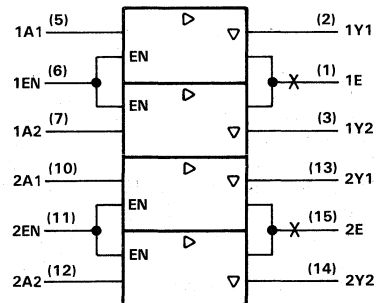 1A1 (5) (2) 1Y1
EN
1EN (6) (1) 1E
EN
1A2 (7) (3) 1Y2
2A1 (10) (13) 2Y1
EN
2EN (11) (15) 2E
EN
2A2 (12) (14) 2Y2